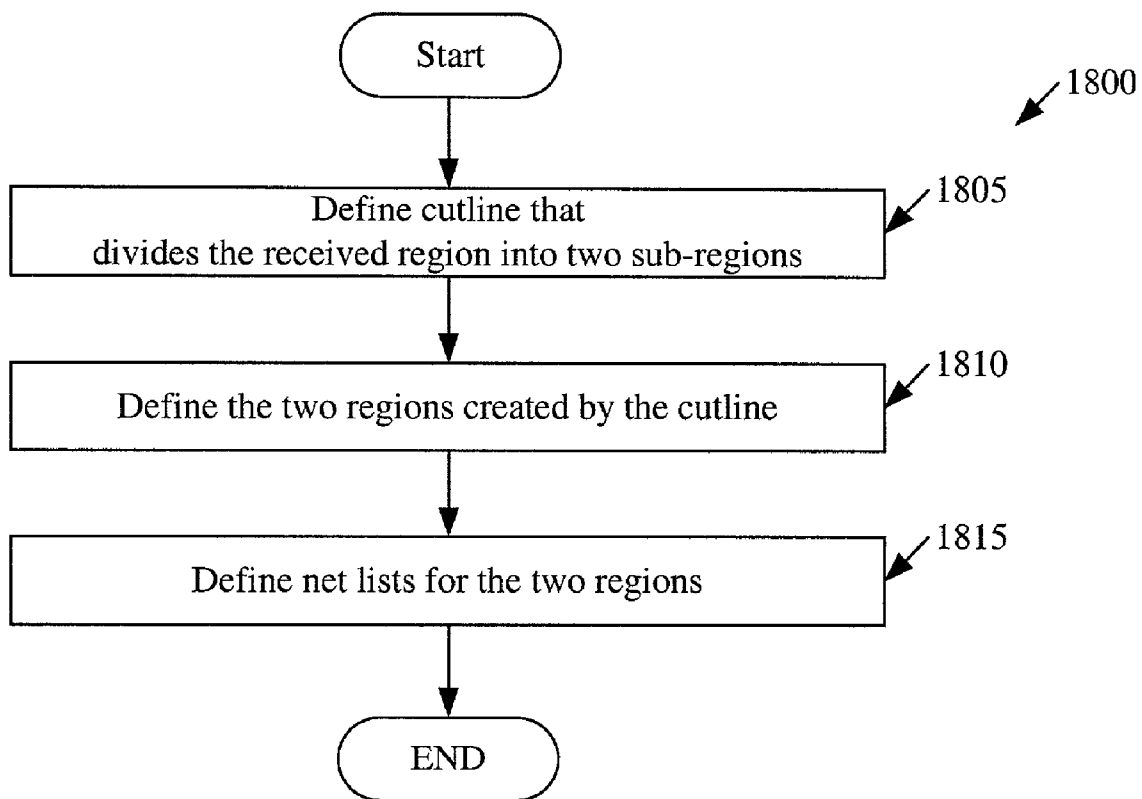 Start
1800
1805
Define cutline that
divides the received region into two sub-regions
1810
Define the two regions created by the cutline
1815
Define net lists for the two regions
END